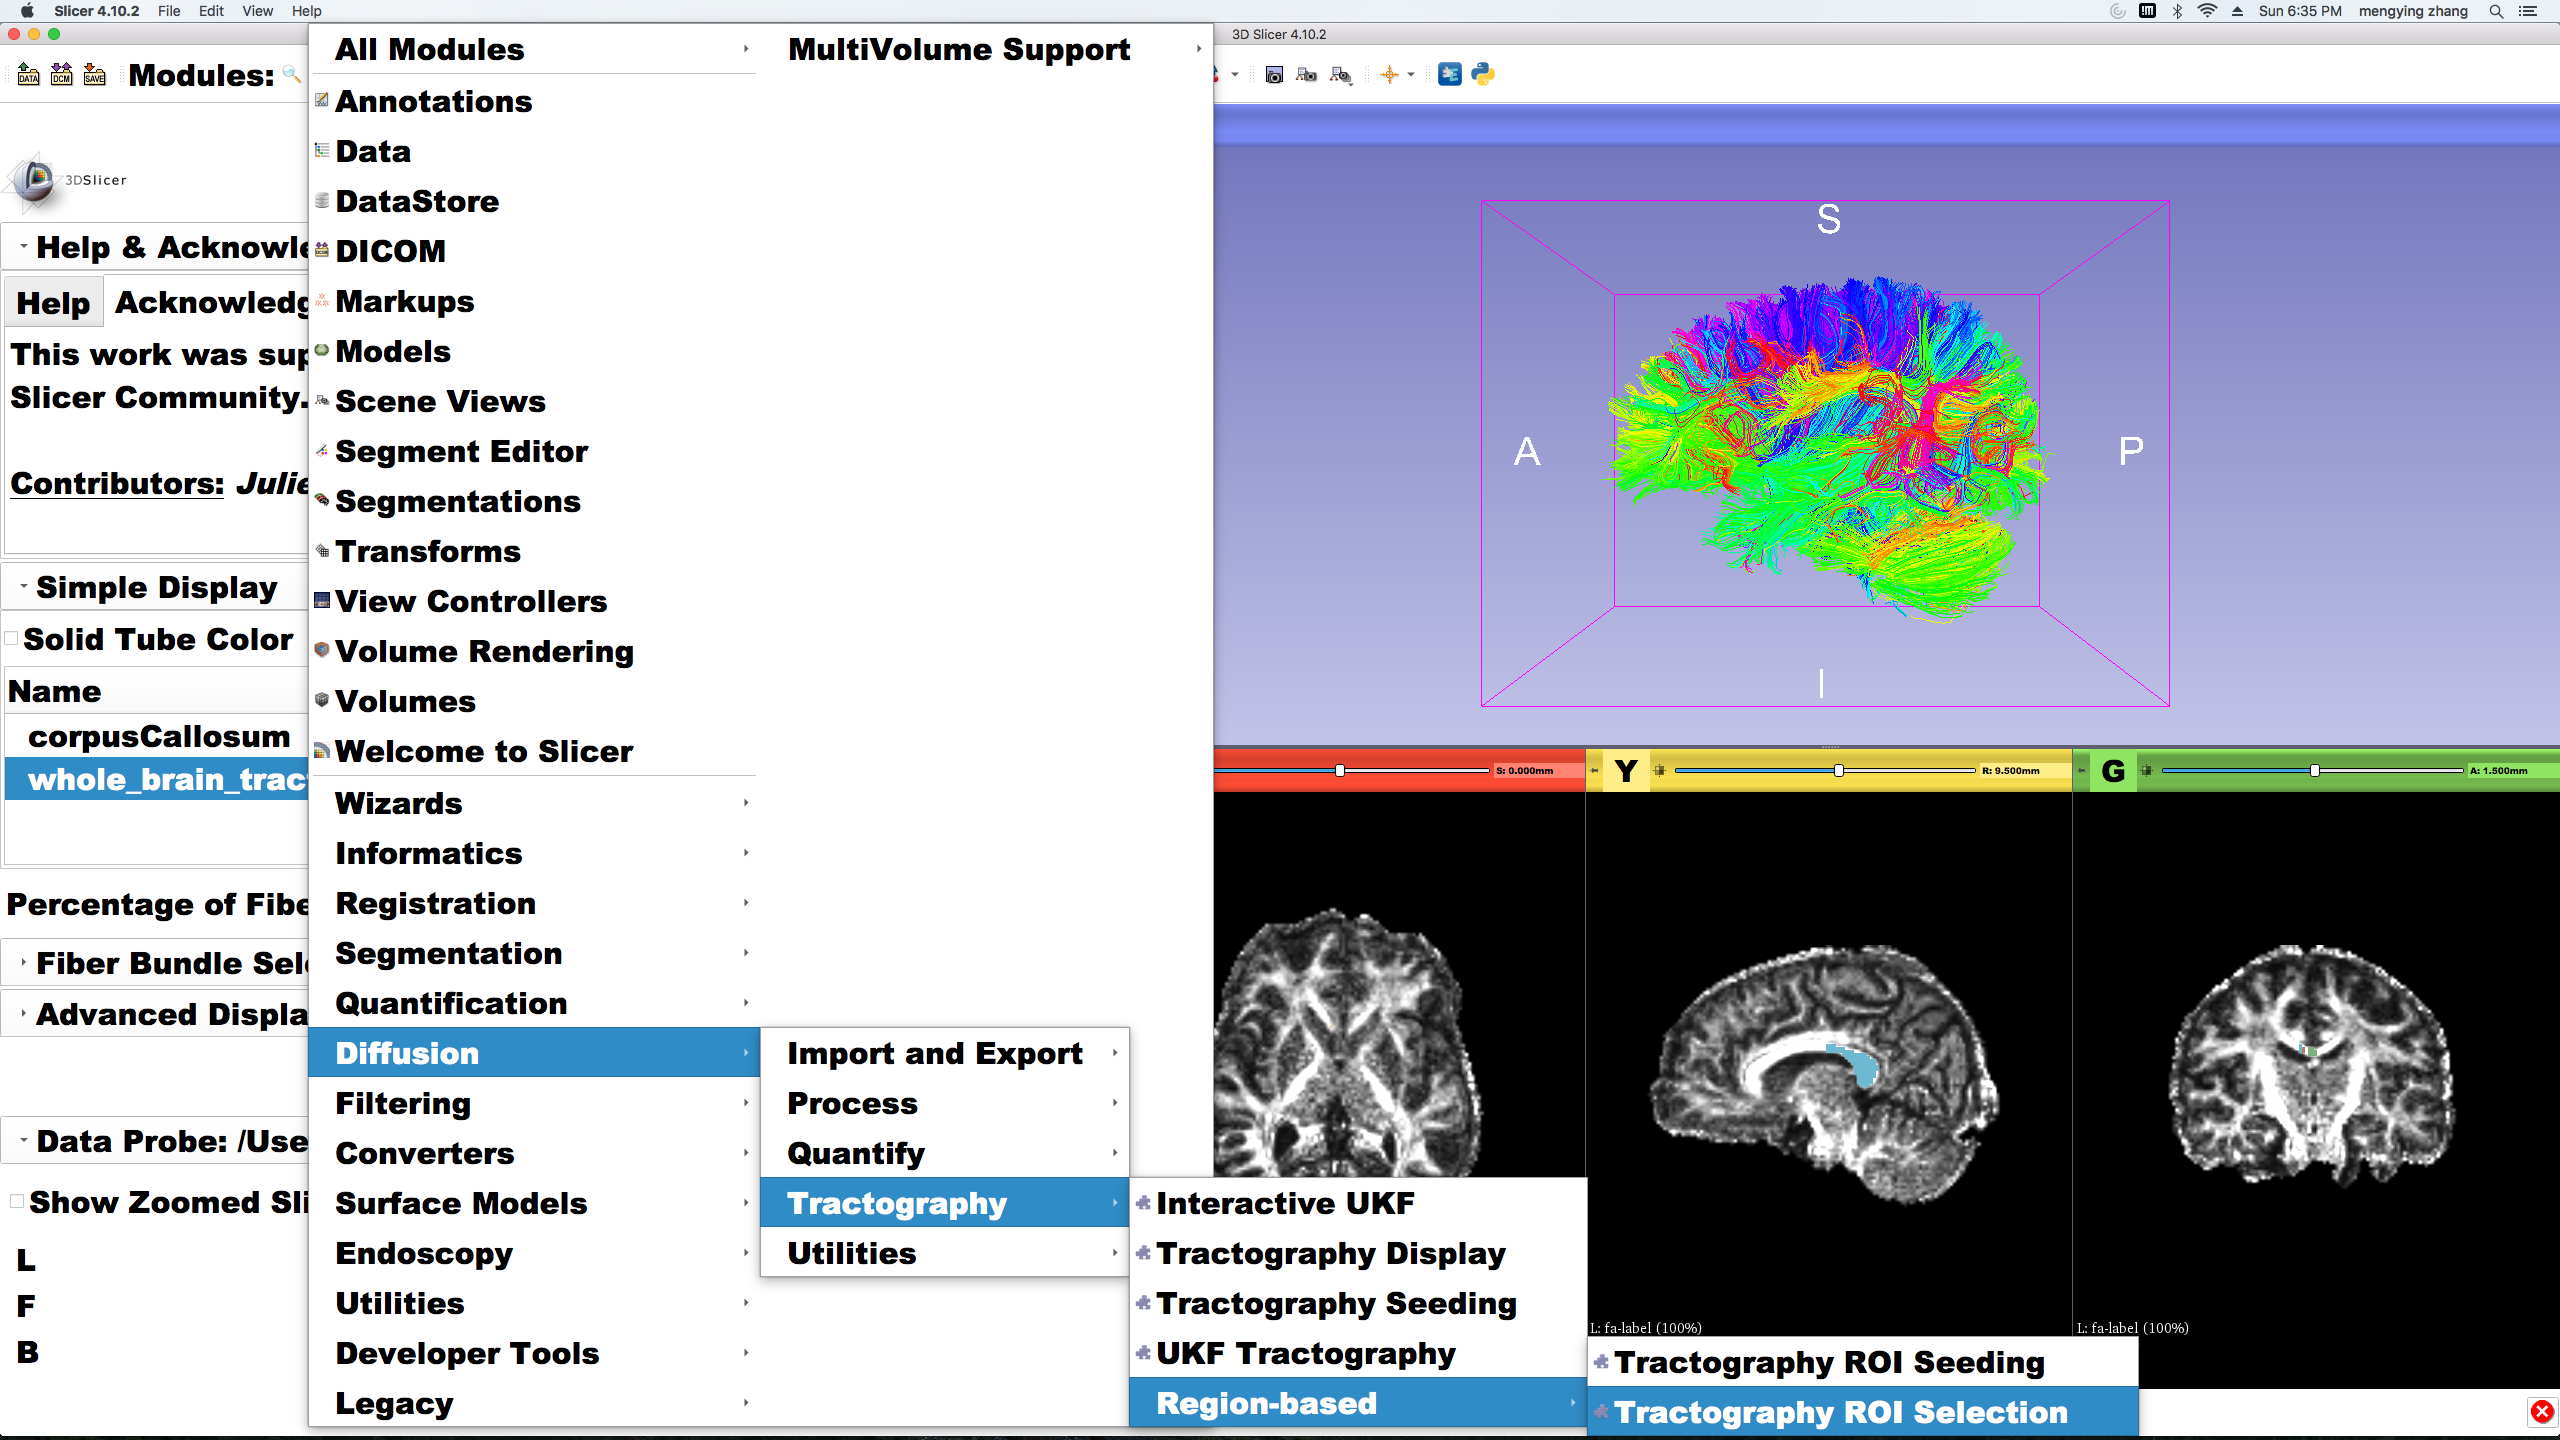 Slicer 4.10.2 File Edit View Help
Sun 6:35 PM mengying zhang
3D Slicer 4.10.2
DATA DCM SAVE Modules:
3DSlicer
Help & Acknowle
Help Acknowledg
This work was sup
Slicer Community.
Contributors: Julie
Simple Display
Solid Tube Color
Name
corpusCallosum
whole_brain_trac
Percentage of Fibe
Fiber Bundle Sel
Advanced Displa
Data Probe: /Use
Show Zoomed Sli
L
F
B
All Modules
Annotations
Data
DataStore
DICOM
Markups
Models
Scene Views
Segment Editor
Segmentations
Transforms
View Controllers
Volume Rendering
Volumes
Welcome to Slicer
Wizards
Informatics
Registration
Segmentation
Quantification
Diffusion
Filtering
Converters
Surface Models
Endoscopy
Utilities
Developer Tools
Legacy
MultiVolume Support
Import and Export
Process
Quantify
Tractography
Utilities
Interactive UKF
Tractography Display
Tractography Seeding
UKF Tractography
Region-based
Tractography ROI Seeding
Tractography ROI Selection
S
A
P
I
S: 0.000mm
Y R: 9.500mm
G A: 1.500mm
L: fa-label (100%)
L: fa-label (100%)